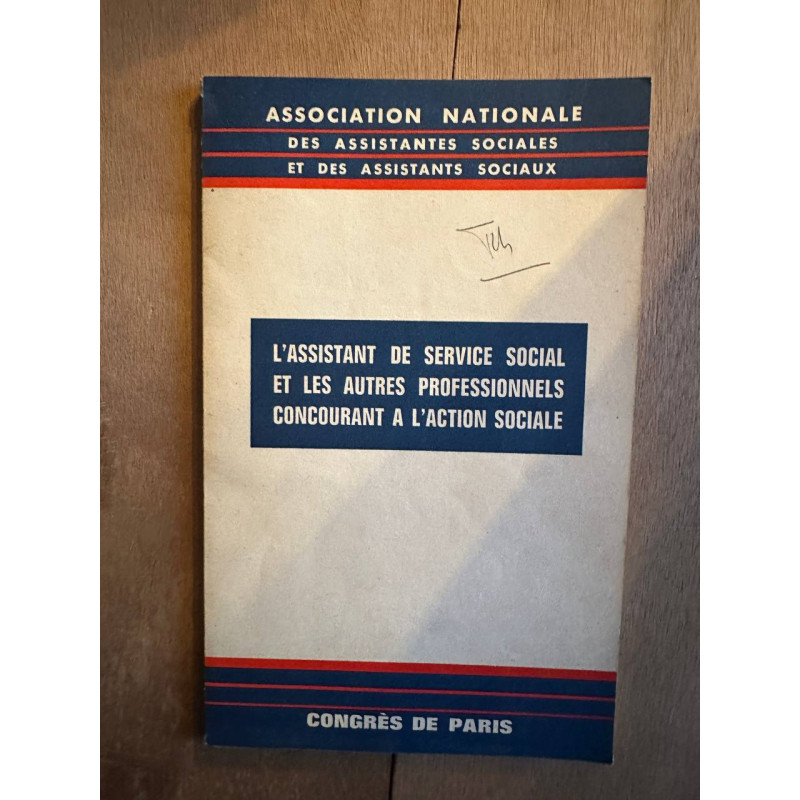 ASSOCIATION NATIONALE
DES ASSISTANTES SOCIALES
ET DES ASSISTANTS SOCIAUX
L'ASSISTANT DE SERVICE SOCIAL
ET LES AUTRES PROFESSIONNELS
CONCOURANT A L'ACTION SOCIALE
CONGRÈS DE PARIS